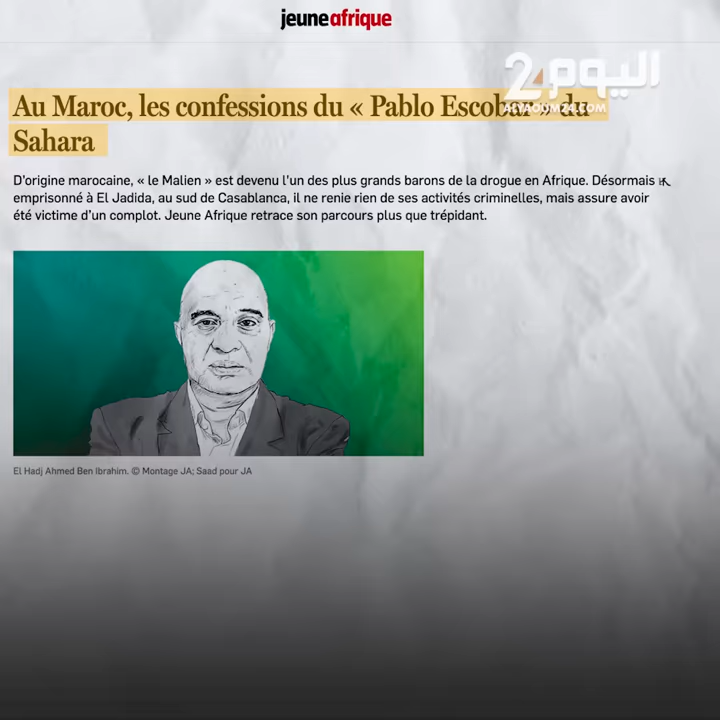 jeuneafrique
اليوم 24
ALYAOUM24.COM
Au Maroc, les confessions du « Pablo Escobar » du
Sahara
D'origine marocaine, « le Malien » est devenu l'un des plus grands barons de la drogue en Afrique. Désormais
emprisonné à El Jadida, au sud de Casablanca, il ne renie rien de ses activités criminelles, mais assure avoir
été victime d'un complot. Jeune Afrique retrace son parcours plus que trépidant.
El Hadj Ahmed Ben Ibrahim. © Montage JA; Saad pour JA